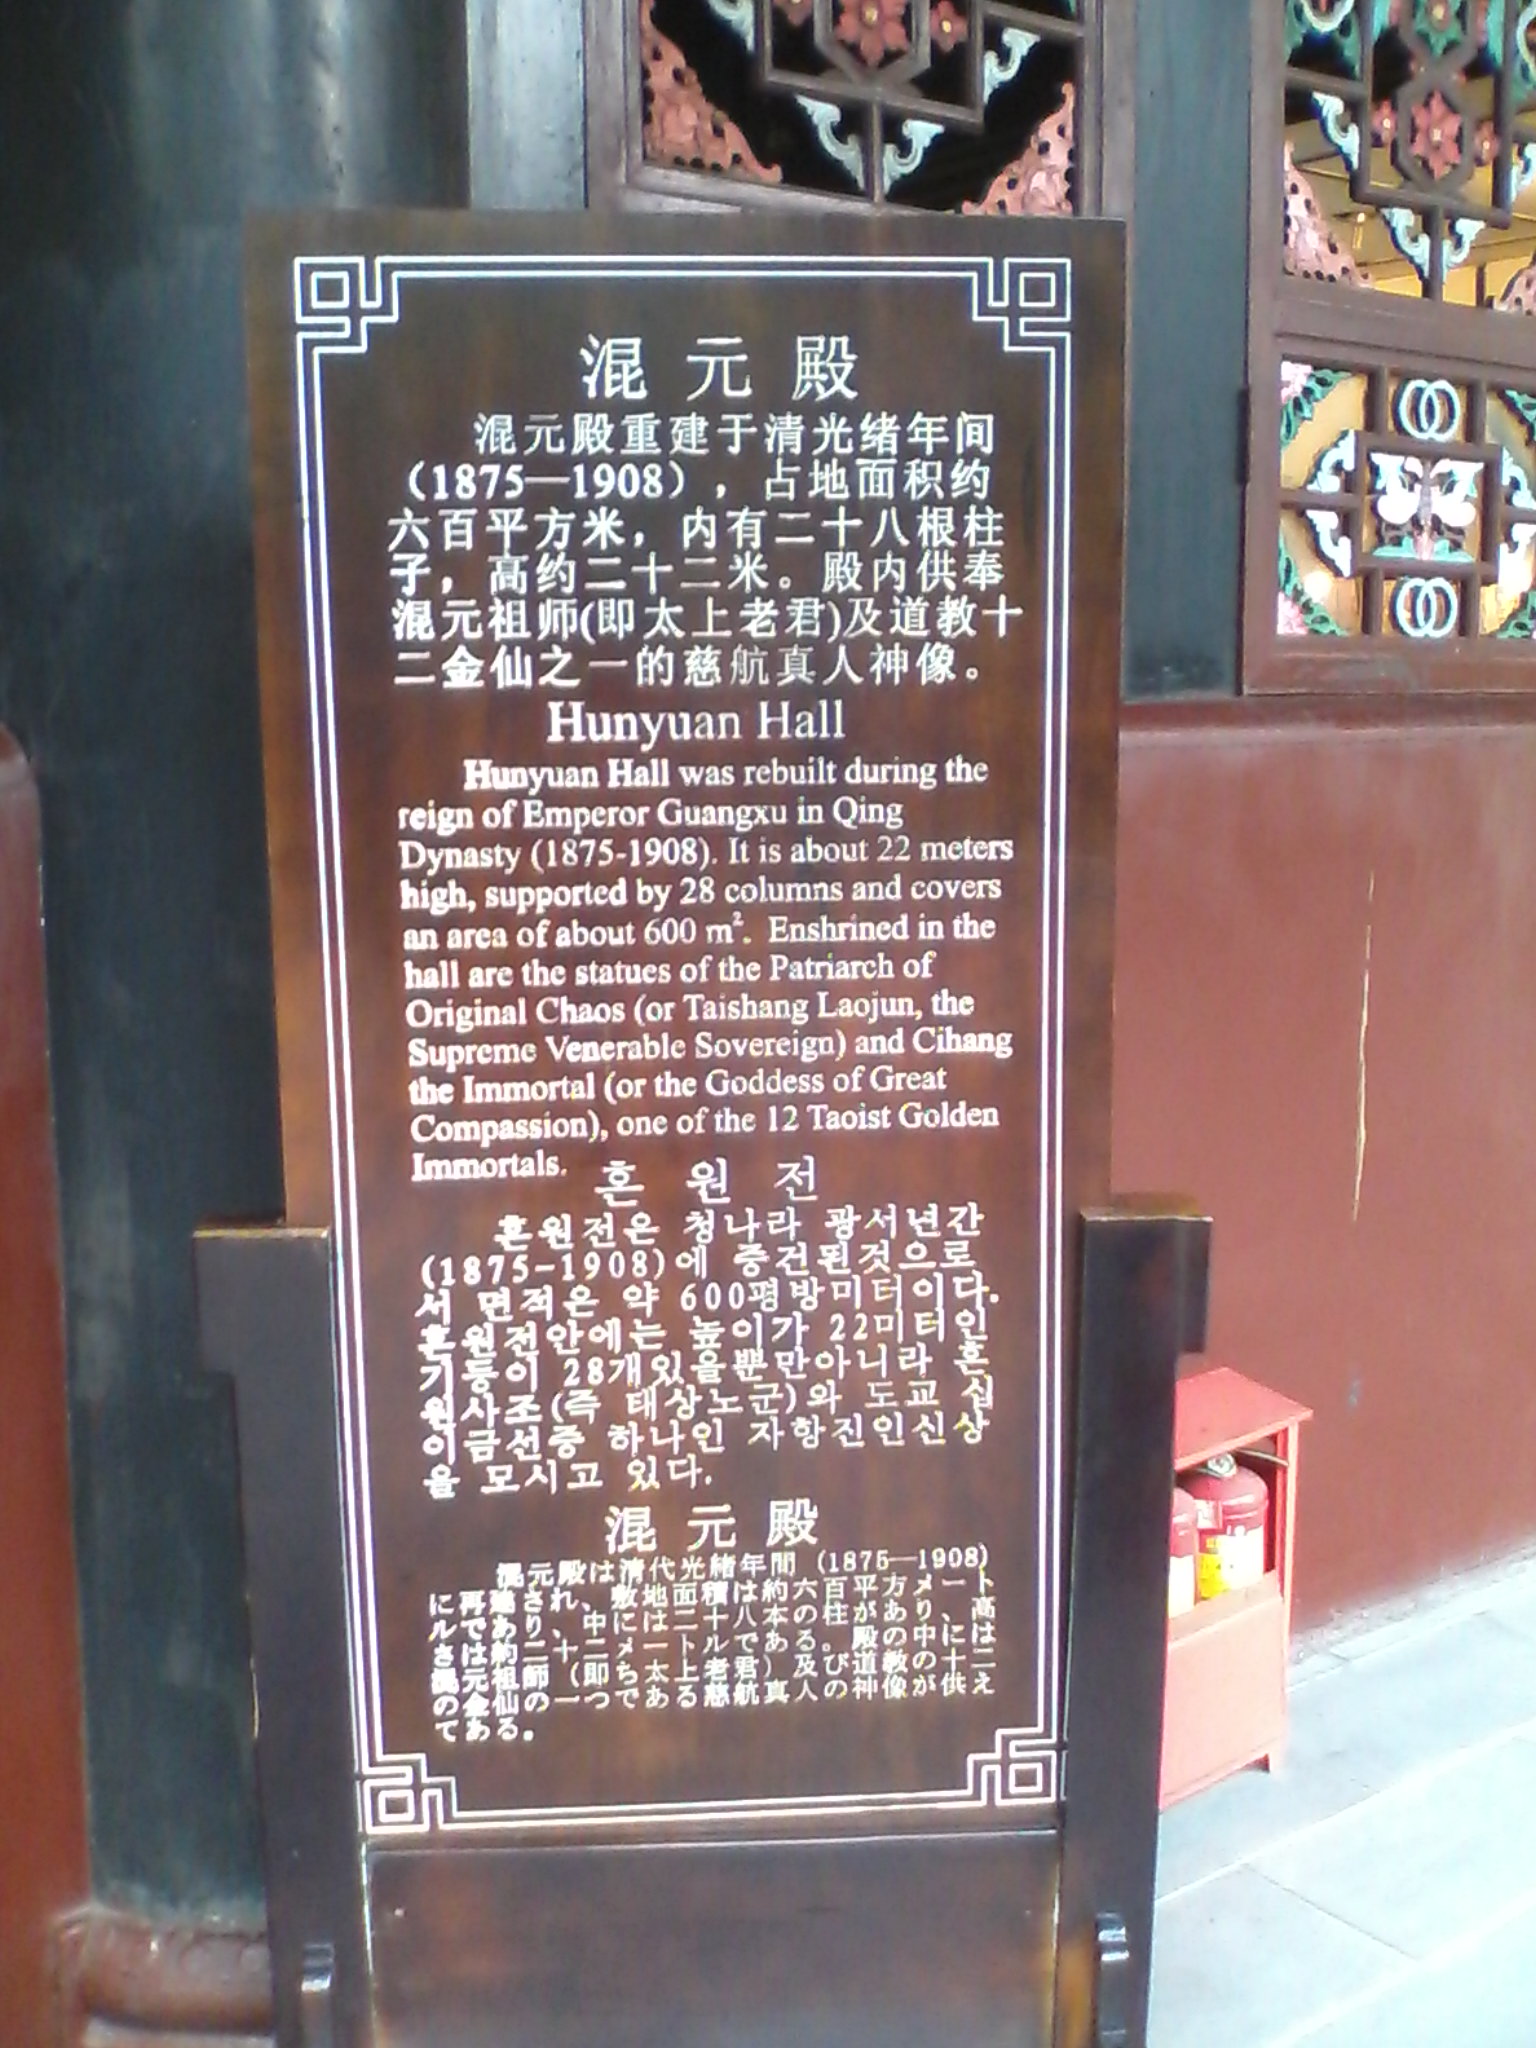 混元殿
混元殿重建于清光绪年间
（1875—1908），占地面积约
六百平方米，内有二十八根柱
子，高约二十二米。殿内供奉
混元祖师(即太上老君)及道教十
二金仙之一的慈航真人神像。
Hunyuan Hall
Hunyuan Hall was rebuilt during the
reign of Emperor Guangxu in Qing
Dynasty (1875-1908). It is about 22 meters
high, supported by 28 columns and covers
an area of about 600 m². Enshrined in the
hall are the statues of the Patriarch of
Original Chaos (or Taishang Laojun, the
Supreme Venerable Sovereign) and Cihang
the Immortal (or the Goddess of Great
Compassion), one of the 12 Taoist Golden
Immortals.
혼 원 전
혼원전은 청나라 광서년간
(1875-1908)에 중건된것으로
서 면적은 약 600평방미터이다.
혼원전안에는 높이가 22미터인
기둥이 28개있을뿐만아니라 혼
원사조(즉 태상노군)와 도교 십
이금선중 하나인 자항진인신상
을 모시고 있다.
混元殿
混元殿は清代光緒年間（1875—1908）
に再建され、敷地面積は約六百平方メート
ルであり、中には二十八本の柱があり、高
さは約二十二メートルである。殿の中には
混元祖師（即ち太上老君）及び道教の十二
の金仙の一つである慈航真人の神像が供え
てある。